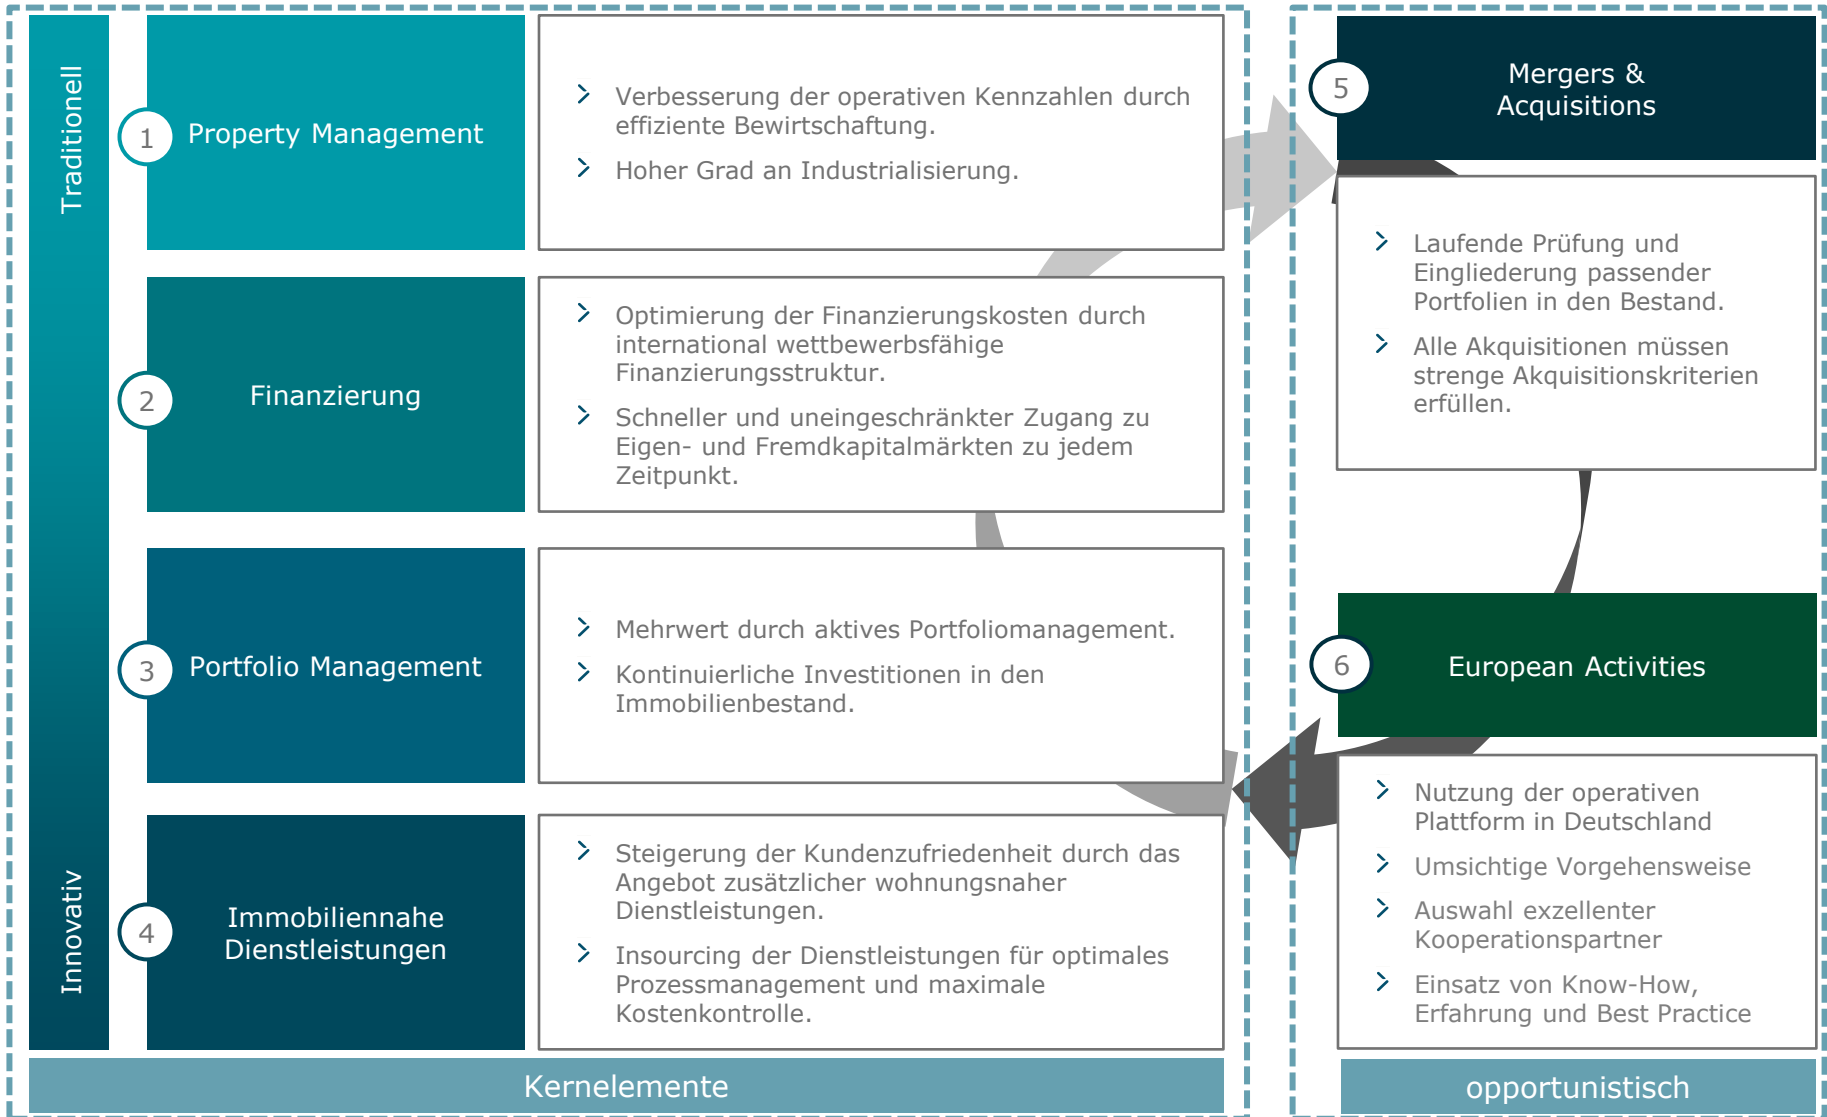 Traditionell
Innovativ
1
Property Management
Verbesserung der operativen Kennzahlen durch
effiziente Bewirtschaftung.
Hoher Grad an Industrialisierung.
2
Finanzierung
Optimierung der Finanzierungskosten durch
international wettbewerbsfähige
Finanzierungsstruktur.
Schneller und uneingeschränkter Zugang zu
Eigen- und Fremdkapitalmärkten zu jedem
Zeitpunkt.
3
Portfolio Management
Mehrwert durch aktives Portfoliomanagement.
Kontinuierliche Investitionen in den
Immobilienbestand.
4
Immobiliennahe
Dienstleistungen
Steigerung der Kundenzufriedenheit durch das
Angebot zusätzlicher wohnungsnaher
Dienstleistungen.
Insourcing der Dienstleistungen für optimales
Prozessmanagement und maximale
Kostenkontrolle.
Kernelemente
5
Mergers &
Acquisitions
Laufende Prüfung und
Eingliederung passender
Portfolien in den Bestand.
Alle Akquisitionen müssen
strenge Akquisitionskriterien
erfüllen.
6
European Activities
Nutzung der operativen
Plattform in Deutschland
Umsichtige Vorgehensweise
Auswahl exzellenter
Kooperationspartner
Einsatz von Know-How,
Erfahrung und Best Practice
opportunistisch